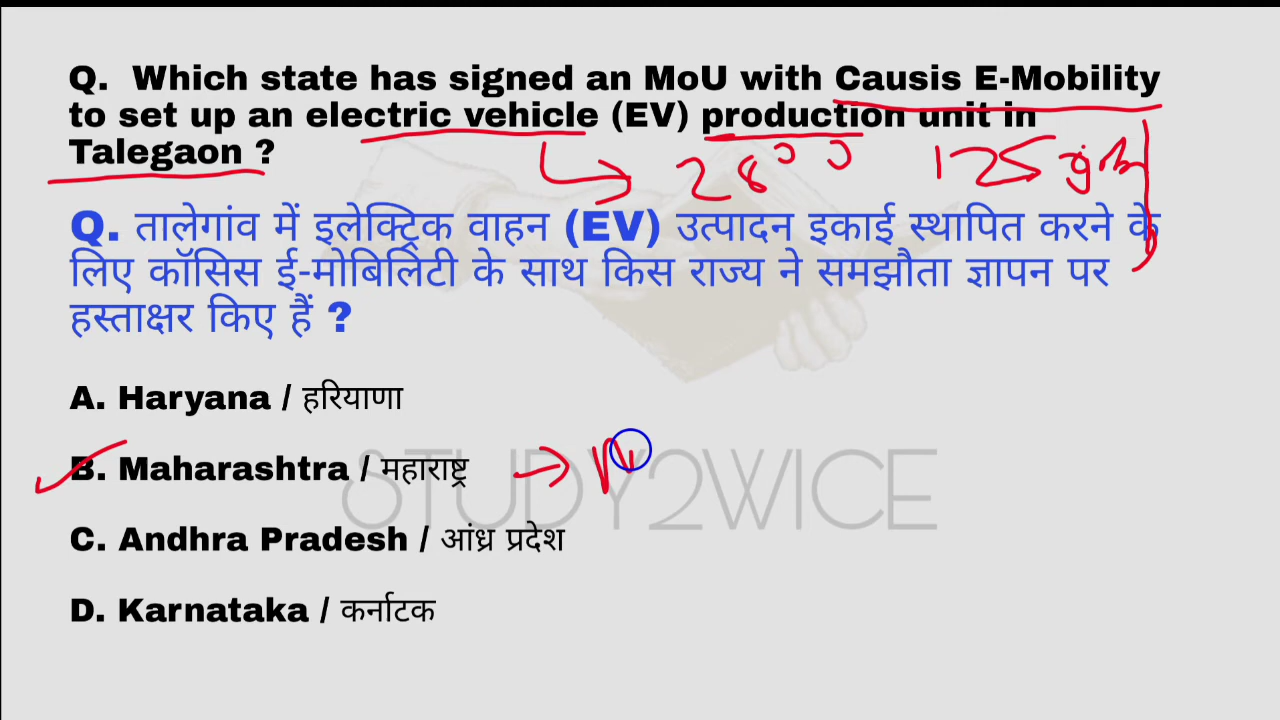 Q. Which state has signed an MoU with Causis E-Mobility
to set up an electric vehicle (EV) production unit in
Talegaon ?
2800 125
Q. तालेगांव में इलेक्ट्रिक वाहन (EV) उत्पादन इकाई स्थापित करने के
लिए कॉसिस ई-मोबिलिटी के साथ किस राज्य ने समझौता ज्ञापन पर
हस्ताक्षर किए हैं ?
A. Haryana / हरियाणा
B. Maharashtra / महाराष्ट्र
STUDY2WICE
C. Andhra Pradesh / आंध्र प्रदेश
D. Karnataka / कर्नाटक